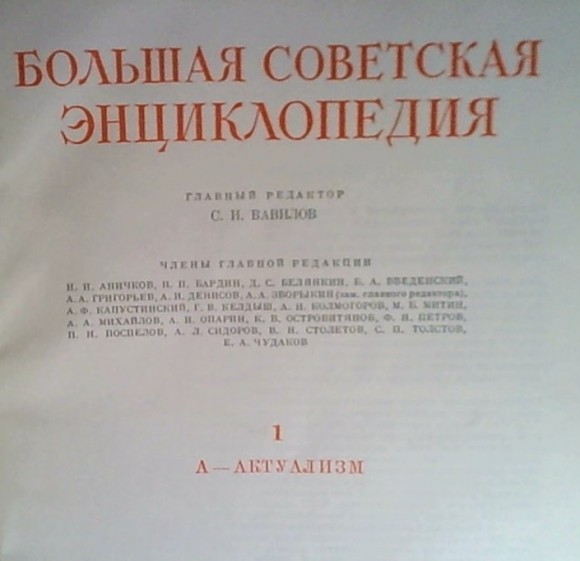 БОЛЬШАЯ СОВЕТСКАЯ
ЭНЦИКЛОПЕДИЯ
ГЛАВНЫЙ РЕДАКТОР
С. И. ВАВИЛОВ
ЧЛЕНЫ ГЛАВНОЙ РЕДАКЦИИ
Н. Н. АНИЧКОВ, И. П. БАРДИН, Д. С. БЕЛЯНКИН, Б. А. ВВЕДЕНСКИЙ,
А. А. ГРИГОРЬЕВ, А. И. ДЕНИСОВ, А. А. ЗВОРЫКИН (зам. главного редактора),
А. Ф. КАПУСТИНСКИЙ, Г. В. КЕЛДЫШ, А. Н. КОЛМОГОРОВ, М. Б. МИТИН,
А. А. МИХАЙЛОВ, А. И. ОПАРИН, К. В. ОСТРОВИТЯНОВ, Ф. Н. ПЕТРОВ,
П. Н. ПОСПЕЛОВ, А. Л. СИДОРОВ, В. Н. СТОЛЕТОВ, С. П. ТОЛСТОВ,
Е. А. ЧУДАКОВ
1
А — АКТУАЛИЗМ